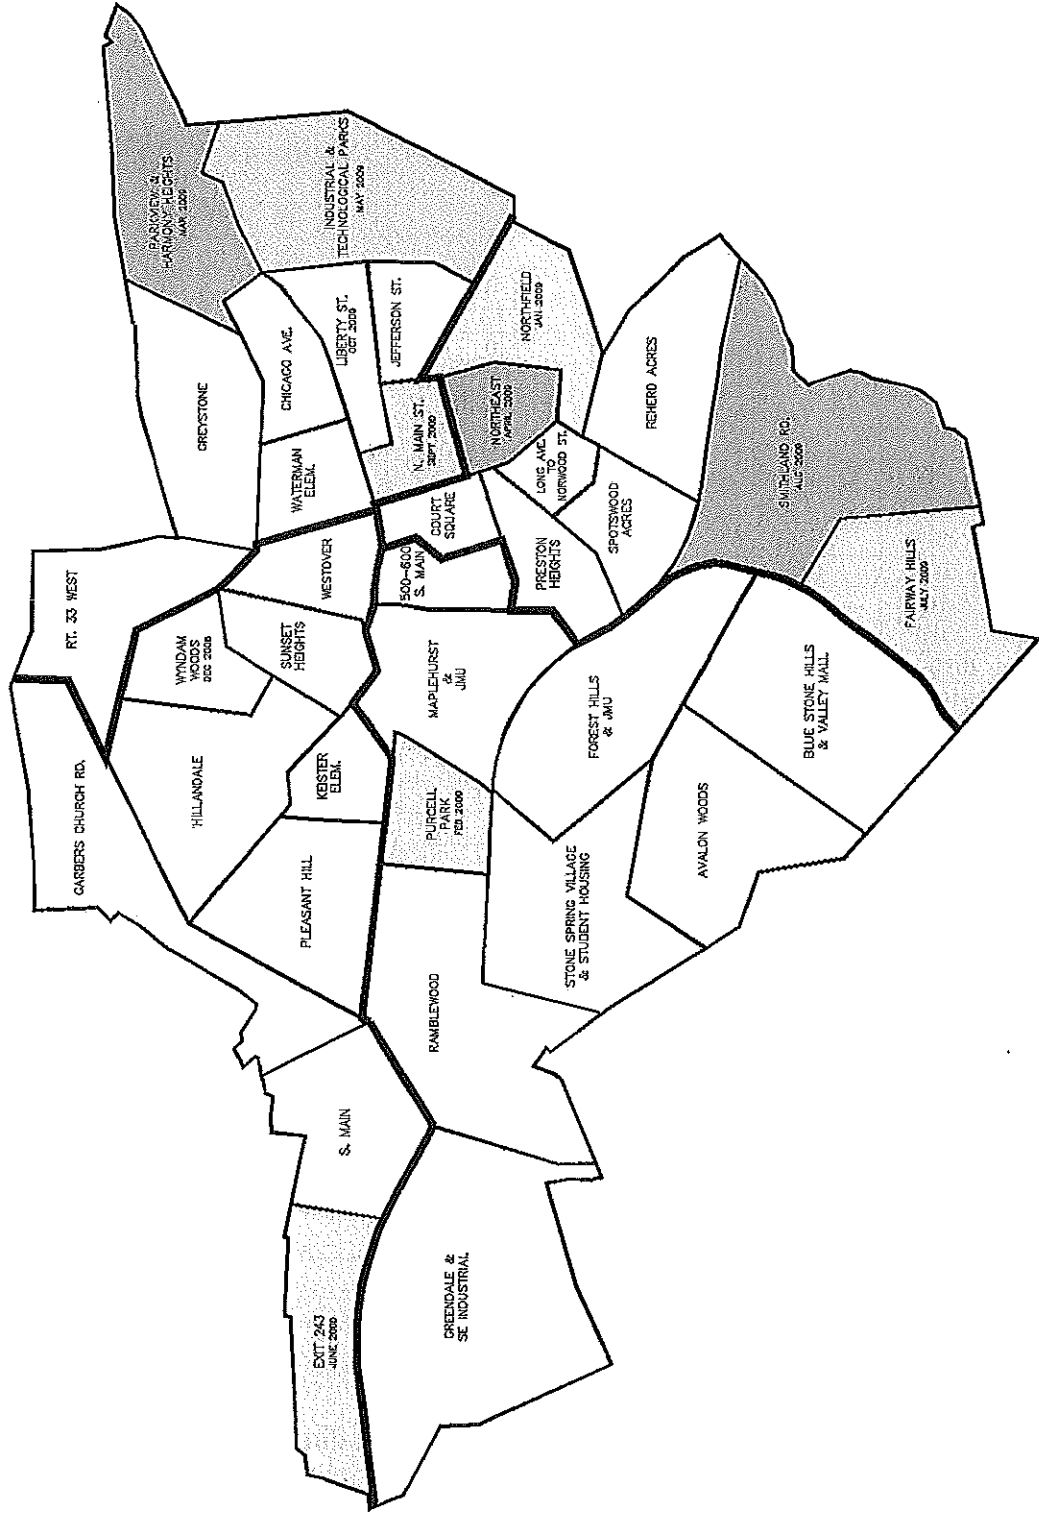 GARBERS CHURCH RD.
RT. 33 WEST
GREYSTONE
PARKVIEW &
HARMONY HEIGHTS
MAR 2009
HILLANDALE
WYNDAM
WOODS
DEC 2008
SUNSET
HEIGHTS
WESTOVER
WATERMAN
ELEM.
CHICAGO AVE.
LIBERTY ST.
OCT 2009
INDUSTRIAL &
TECHNOLOGICAL PARKS
MAY 2009
JEFFERSON ST.
EXIT 243
JUNE 2009
S. MAIN
PLEASANT HILL
KEISTER
ELEM.
500-600
S. MAIN
COURT
SQUARE
N. MAIN ST.
SEPT. 2009
GREENDALE &
SE INDUSTRIAL
RAMBLEWOOD
PURCELL
PARK
FEB. 2009
MAPLEHURST
&
JMU
PRESTON
HEIGHTS
LONG AVE.
TO
NORWOOD ST.
NORTHEAST
APRIL 2009
NORTHFIELD
JAN 2009
STONE SPRING VILLAGE
& STUDENT HOUSING
FOREST HILLS
& JMU
SPOTSWOOD
ACRES
REHERD ACRES
AVALON WOODS
BLUE STONE HILLS
& VALLEY MALL
SMITHLAND RD.
AUG 2009
FAIRWAY HILLS
JULY 2009